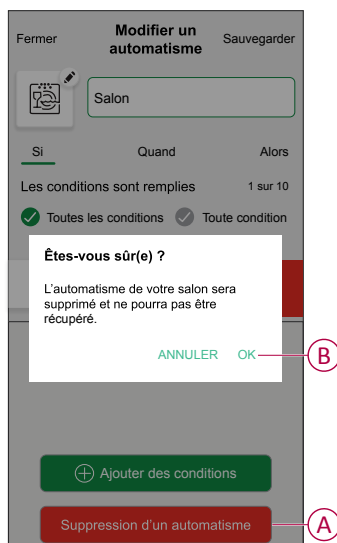 Fermer
Modifier un
automatisme
Sauvegarder
Salon
Si
Quand
Alors
Les conditions sont remplies
1 sur 10
Toutes les conditions
Toute condition
Êtes-vous sûr(e) ?
L'automatisme de votre salon sera
supprimé et ne pourra pas être
récupéré.
ANNULER
OK
B
Ajouter des conditions
Suppression d'un automatisme
A